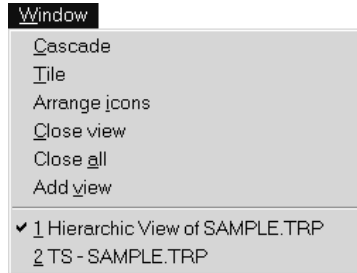 Window
Cascade
Tile
Arrange icons
Close view
Close all
Add view
✔ 1 Hierarchic View of SAMPLE.TRP
2 TS - SAMPLE.TRP